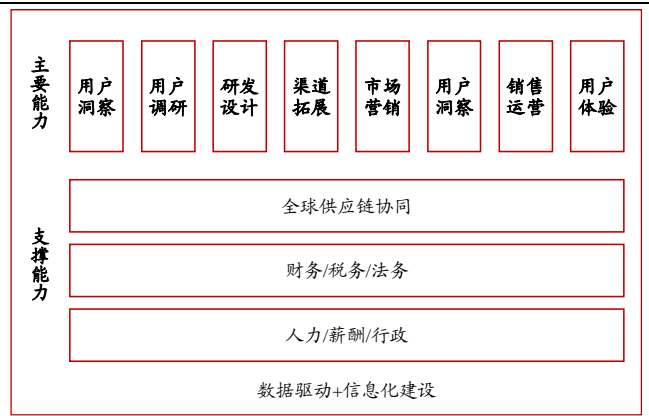 主要能力
用户
洞察
用户
调研
研发
设计
渠道
拓展
市场
营销
用户
洞察
销售
运营
用户
体验
支撑能力
全球供应链协同
财务/税务/法务
人力/薪酬/行政
数据驱动+信息化建设